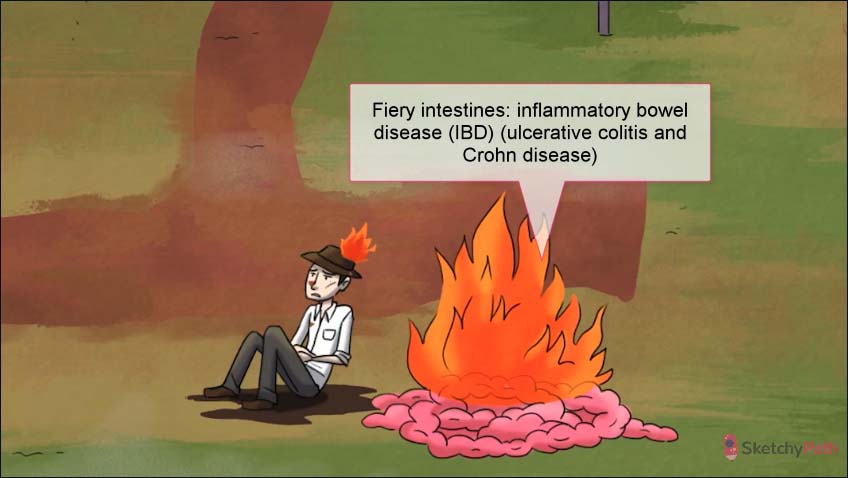 Fiery intestines: inflammatory bowel
disease (IBD) (ulcerative colitis and
Crohn disease)
SketchyPath